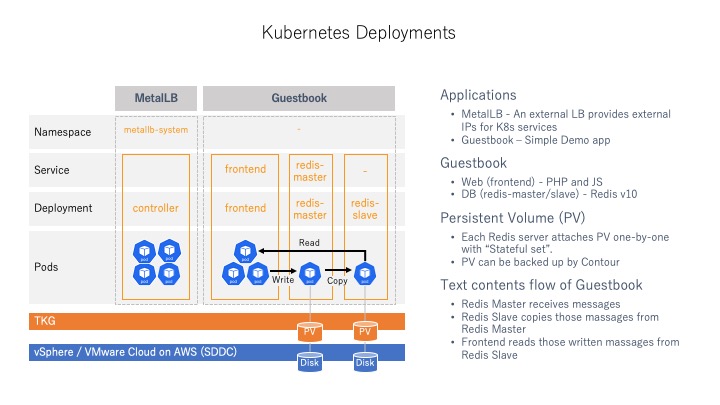 Kubernetes Deployments
MetalLB
Guestbook
Namespace
metallb-system
-
Service
frontend
redis-
master
-
Deployment
controller
frontend
redis-
master
redis-
slave
Pods
pod
pod
pod
pod
pod
pod
pod
pod
pod
Read
Write
Copy
TKG
PV
PV
vSphere / VMware Cloud on AWS (SDDC)
Disk
Disk
Applications
• MetalLB - An external LB provides external
IPs for K8s services
• Guestbook – Simple Demo app
Guestbook
• Web (frontend) - PHP and JS
• DB (redis-master/slave) - Redis v10
Persistent Volume (PV)
• Each Redis server attaches PV one-by-one
with “Stateful set”.
• PV can be backed up by Contour
Text contents flow of Guestbook
• Redis Master receives messages
• Redis Slave copies those massages from
Redis Master
• Frontend reads those written massages from
Redis Slave